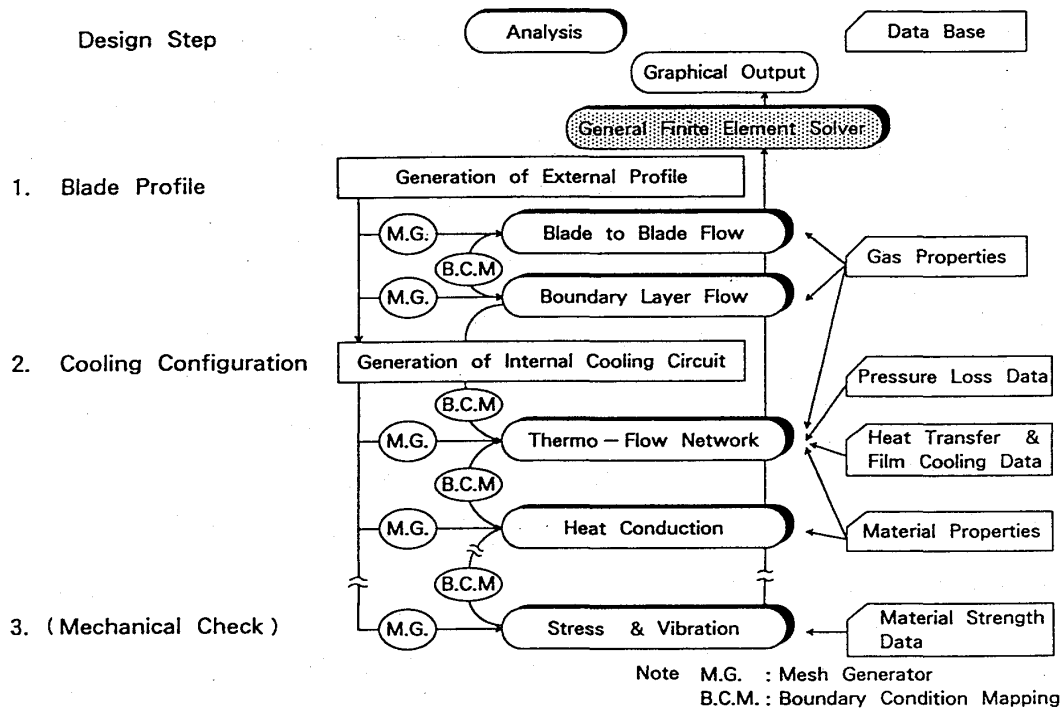 Design Step
Analysis
Data Base
Graphical Output
General Finite Element Solver
1. Blade Profile
Generation of External Profile
M.G.
Blade to Blade Flow
B.C.M
Gas Properties
M.G.
Boundary Layer Flow
2. Cooling Configuration
Generation of Internal Cooling Circuit
Pressure Loss Data
B.C.M
M.G.
Thermo-Flow Network
Heat Transfer &
Film Cooling Data
B.C.M
M.G.
Heat Conduction
Material Properties
B.C.M
3. (Mechanical Check)
M.G.
Stress & Vibration
Material Strength
Data
Note M.G. : Mesh Generator
B.C.M. : Boundary Condition Mapping